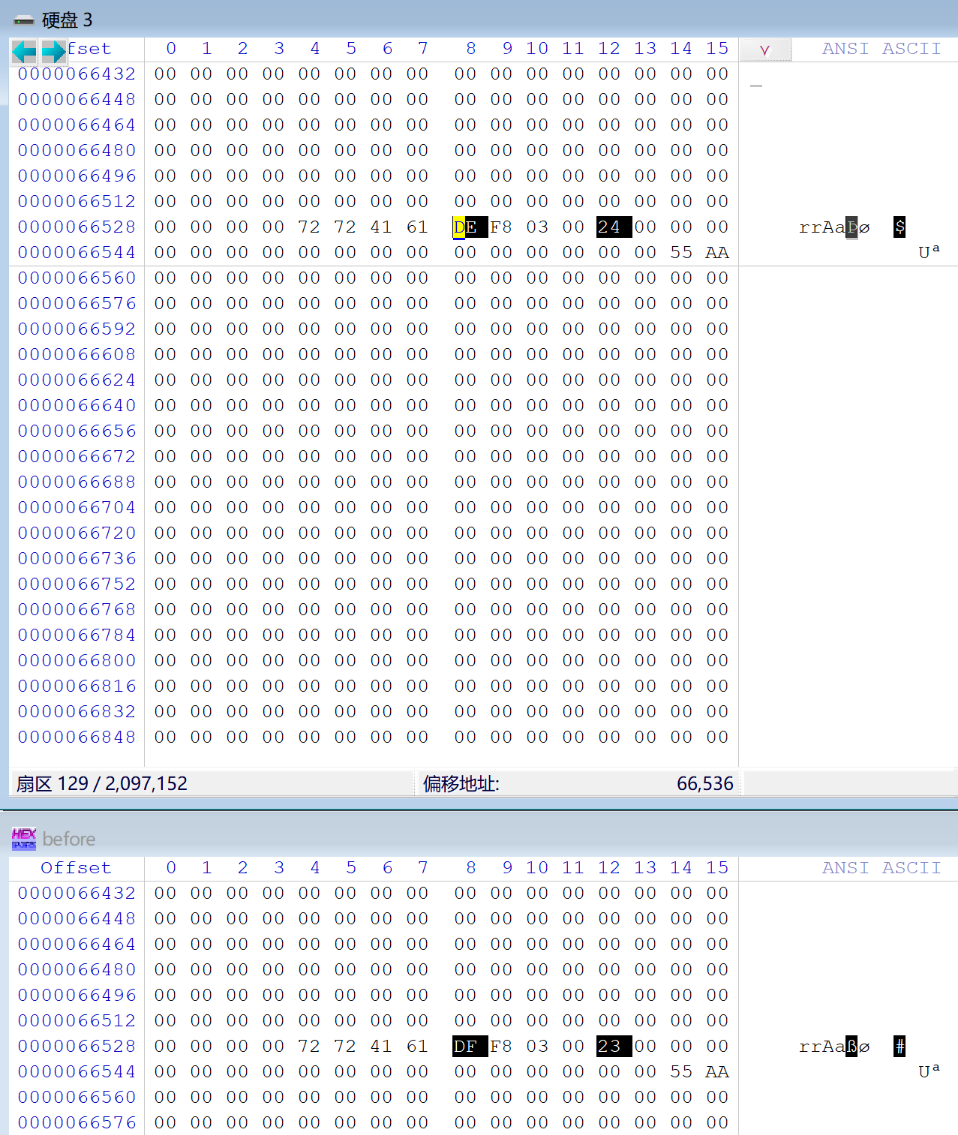 硬盘 3
fset 0 1 2 3 4 5 6 7 8 9 10 11 12 13 14 15 ANSI ASCII
0000066432 00 00 00 00 00 00 00 00 00 00 00 00 00 00 00 00
0000066448 00 00 00 00 00 00 00 00 00 00 00 00 00 00 00 00
0000066464 00 00 00 00 00 00 00 00 00 00 00 00 00 00 00 00
0000066480 00 00 00 00 00 00 00 00 00 00 00 00 00 00 00 00
0000066496 00 00 00 00 00 00 00 00 00 00 00 00 00 00 00 00
0000066512 00 00 00 00 00 00 00 00 00 00 00 00 00 00 00 00
0000066528 00 00 00 00 72 72 41 61 DE F8 03 00 24 00 00 00 rrAaÞø $
0000066544 00 00 00 00 00 00 00 00 00 00 00 00 00 00 55 AA Uª
0000066560 00 00 00 00 00 00 00 00 00 00 00 00 00 00 00 00
0000066576 00 00 00 00 00 00 00 00 00 00 00 00 00 00 00 00
0000066592 00 00 00 00 00 00 00 00 00 00 00 00 00 00 00 00
0000066608 00 00 00 00 00 00 00 00 00 00 00 00 00 00 00 00
0000066624 00 00 00 00 00 00 00 00 00 00 00 00 00 00 00 00
0000066640 00 00 00 00 00 00 00 00 00 00 00 00 00 00 00 00
0000066656 00 00 00 00 00 00 00 00 00 00 00 00 00 00 00 00
0000066672 00 00 00 00 00 00 00 00 00 00 00 00 00 00 00 00
0000066688 00 00 00 00 00 00 00 00 00 00 00 00 00 00 00 00
0000066704 00 00 00 00 00 00 00 00 00 00 00 00 00 00 00 00
0000066720 00 00 00 00 00 00 00 00 00 00 00 00 00 00 00 00
0000066736 00 00 00 00 00 00 00 00 00 00 00 00 00 00 00 00
0000066752 00 00 00 00 00 00 00 00 00 00 00 00 00 00 00 00
0000066768 00 00 00 00 00 00 00 00 00 00 00 00 00 00 00 00
0000066784 00 00 00 00 00 00 00 00 00 00 00 00 00 00 00 00
0000066800 00 00 00 00 00 00 00 00 00 00 00 00 00 00 00 00
0000066816 00 00 00 00 00 00 00 00 00 00 00 00 00 00 00 00
0000066832 00 00 00 00 00 00 00 00 00 00 00 00 00 00 00 00
0000066848 00 00 00 00 00 00 00 00 00 00 00 00 00 00 00 00
扇区 129 / 2,097,152 偏移地址: 66,536
HEX before
Offset 0 1 2 3 4 5 6 7 8 9 10 11 12 13 14 15 ANSI ASCII
0000066432 00 00 00 00 00 00 00 00 00 00 00 00 00 00 00 00
0000066448 00 00 00 00 00 00 00 00 00 00 00 00 00 00 00 00
0000066464 00 00 00 00 00 00 00 00 00 00 00 00 00 00 00 00
0000066480 00 00 00 00 00 00 00 00 00 00 00 00 00 00 00 00
0000066496 00 00 00 00 00 00 00 00 00 00 00 00 00 00 00 00
0000066512 00 00 00 00 00 00 00 00 00 00 00 00 00 00 00 00
0000066528 00 00 00 00 72 72 41 61 DF F8 03 00 23 00 00 00 rrAaßø #
0000066544 00 00 00 00 00 00 00 00 00 00 00 00 00 00 55 AA Uª
0000066560 00 00 00 00 00 00 00 00 00 00 00 00 00 00 00 00
0000066576 00 00 00 00 00 00 00 00 00 00 00 00 00 00 00 00